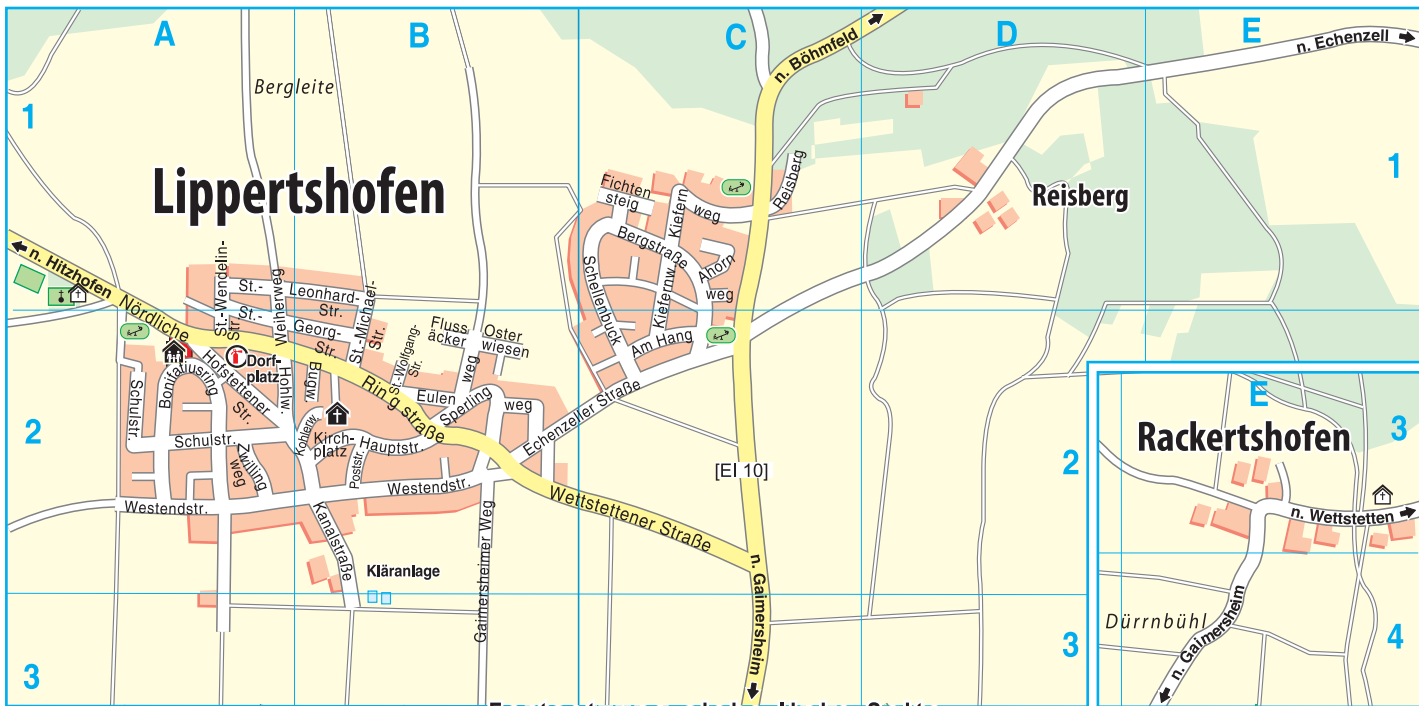 A
B
C
D
E
n. Böhmfeld
n. Echenzell
Bergleite
1
1
Lippertshofen
Reisberg
Reisberg
Fichten
steig
Kiefern
weg
Bergstraße
Ahorn
weg
Kiefernw.
Schellenbuck
Am Hang
n. Hitzhofen
Nördliche
Ring straße
St.-Wendelin-
Str.
Weinerweg
St.- Leonhard-
Str.
St.- Georg-
Str.
St.-Michael-
Str.
St.-Wolfgang-
Str.
Fluss
äcker
Oster
wiesen
weg
Eulen
Sperling
weg
Echenzeller Straße
Dorf-
platz
Hofstettener
Str.
Bonifatiusring
Schulstr.
Schulstr.
Hohlw.
Bugw.
Kohlerw.
Kirch-
platz
Hauptstr.
Poststr.
Zwilling
weg
Westendstr.
Westendstr.
Kanalstraße
Gaimersheimer Weg
Wettstettener Straße
[EI 10]
n. Gaimersheim
Kläranlage
2
2
3
3
E
3
Rackertshofen
n. Wettstetten
Dürrnbühl
n. Gaimersheim
4